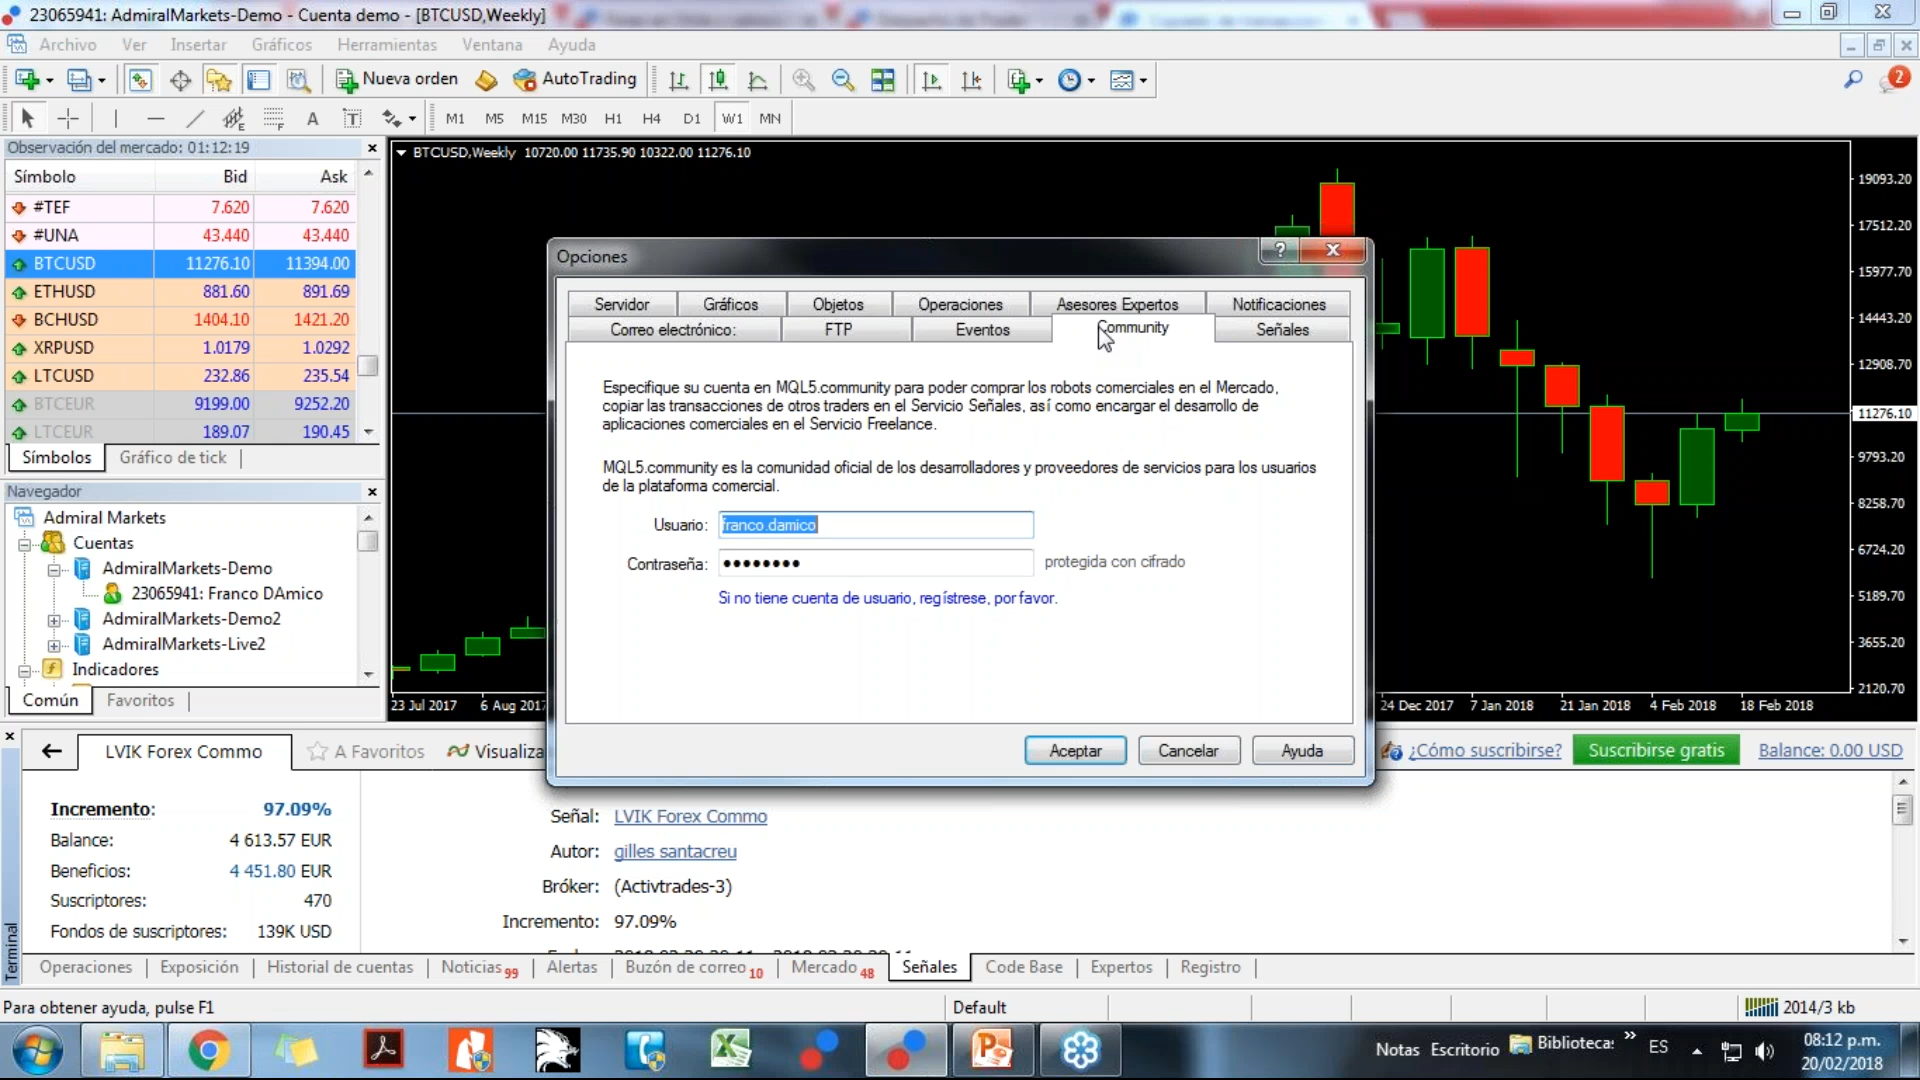 23065941: AdmiralMarkets-Demo - Cuenta demo - [BTCUSD,Weekly]
Archivo Ver Insertar Gráficos Herramientas Ventana Ayuda
Nueva orden AutoTrading 2
A T M1 M5 M15 M30 H1 H4 D1 W1 MN
Observación del mercado: 01:12:19
Símbolo Bid Ask
#TEF 7.620 7.620
#UNA 43.440 43.440
BTCUSD 11276.10 11394.00
ETHUSD 881.60 891.69
BCHUSD 1404.10 1421.20
XRPUSD 1.0179 1.0292
LTCUSD 232.86 235.54
BTCEUR 9199.00 9252.20
LTCEUR 189.07 190.45
Símbolos Gráfico de tick
Navegador
Admiral Markets
Cuentas
AdmiralMarkets-Demo
23065941: Franco DAmico
AdmiralMarkets-Demo2
AdmiralMarkets-Live2
Indicadores
Común Favoritos
BTCUSD,Weekly 10720.00 11735.90 10322.00 11276.10
19093.20
17512.20
15977.70
14443.20
12908.70
11276.10
9793.20
8258.70
6724.20
5189.70
3655.20
2120.70
23 Jul 2017 6 Aug 2017 24 Dec 2017 7 Jan 2018 21 Jan 2018 4 Feb 2018 18 Feb 2018
Opciones
Servidor Gráficos Objetos Operaciones Asesores Expertos Notificaciones
Correo electrónico: FTP Eventos Community Señales
Especifique su cuenta en MQL5.community para poder comprar los robots comerciales en el Mercado,
copiar las transacciones de otros traders en el Servicio Señales, así como encargar el desarrollo de
aplicaciones comerciales en el Servicio Freelance.
MQL5.community es la comunidad oficial de los desarrolladores y proveedores de servicios para los usuarios
de la plataforma comercial.
Usuario: franco.damico
Contraseña: ●●●●●●●● protegida con cifrado
Si no tiene cuenta de usuario, regístrese, por favor.
Aceptar Cancelar Ayuda
LVIK Forex Commo A Favoritos Visualiza ¿Cómo suscribirse? Suscribirse gratis Balance: 0.00 USD
Incremento: 97.09%
Balance: 4 613.57 EUR
Beneficios: 4 451.80 EUR
Suscriptores: 470
Fondos de suscriptores: 139K USD
Señal: LVIK Forex Commo
Autor: gilles santacreu
Bróker: (Activtrades-3)
Incremento: 97.09%
Terminal
Operaciones Exposición Historial de cuentas Noticias 99 Alertas Buzón de correo 10 Mercado 48 Señales Code Base Expertos Registro
Para obtener ayuda, pulse F1 Default 2014/3 kb
Notas Escritorio Bibliotecas » ES 08:12 p.m.
20/02/2018